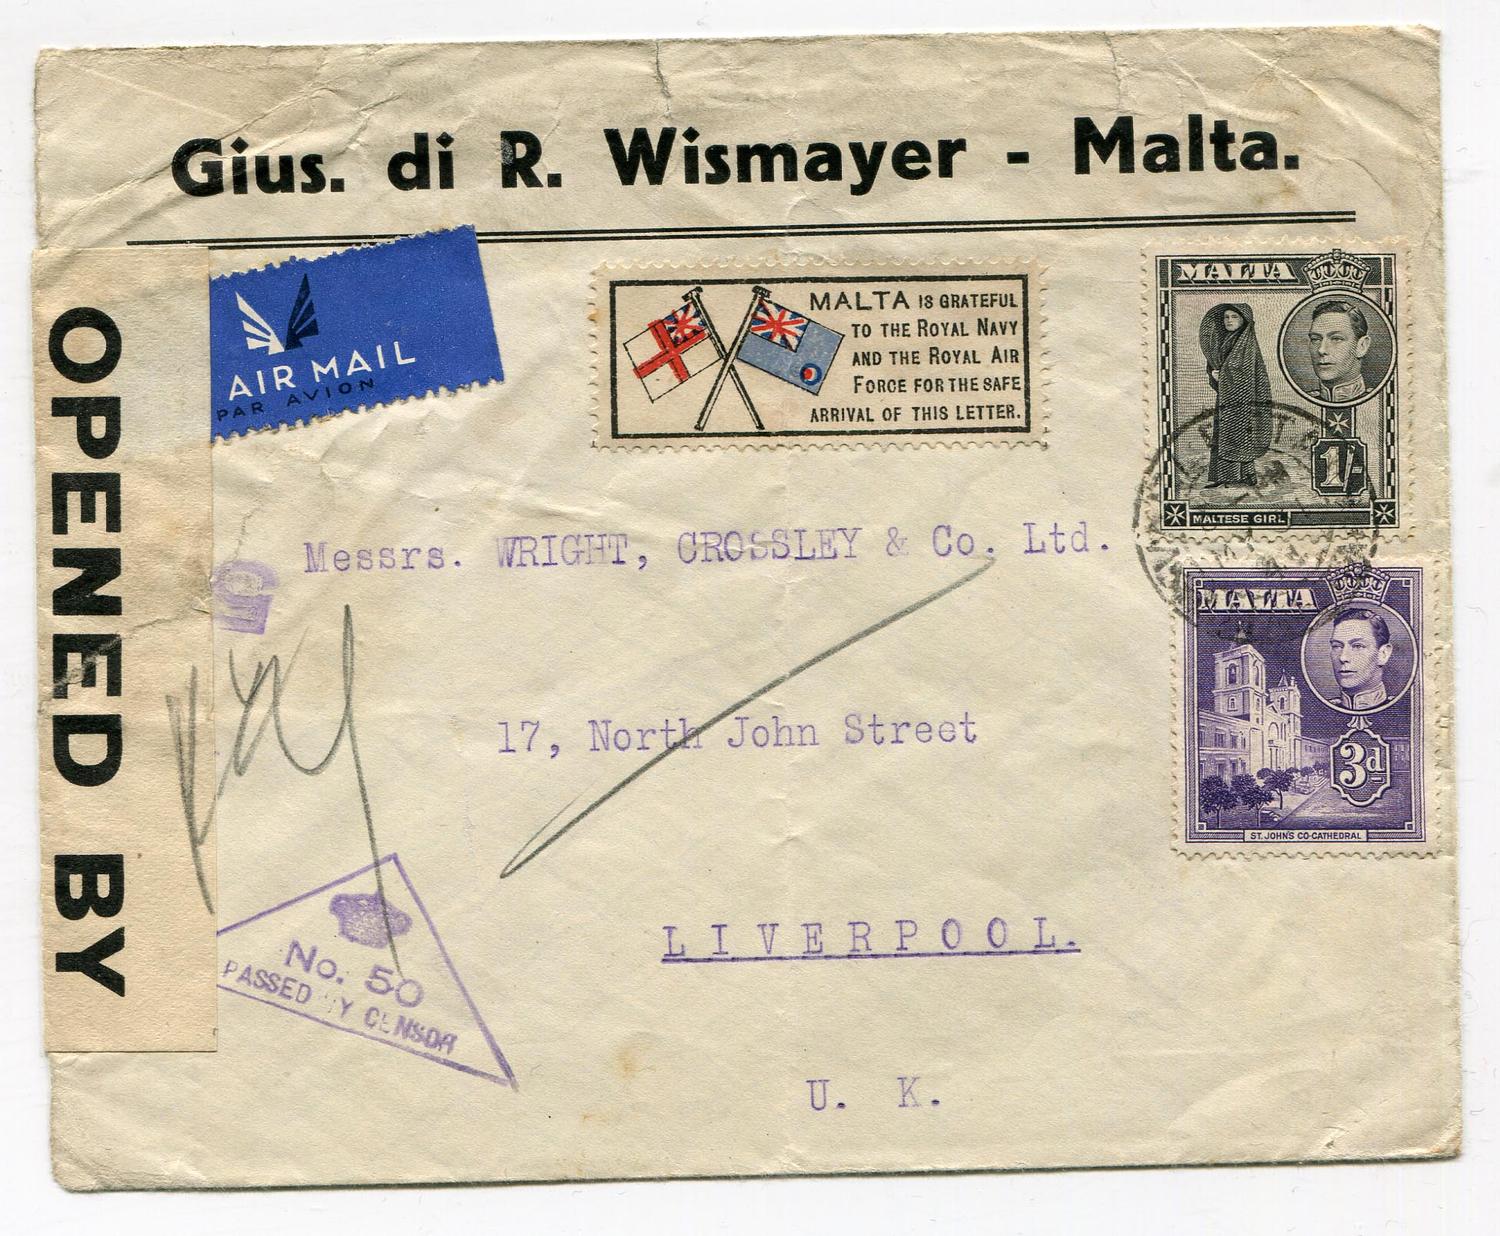 Gius. di R. Wismayer - Malta.
OPENED BY
AIR MAIL
PAR AVION
MALTA IS GRATEFUL
TO THE ROYAL NAVY
AND THE ROYAL AIR
FORCE FOR THE SAFE
ARRIVAL OF THIS LETTER.
MALTA
1/-
MALTESE GIRL
MALTA
3d
ST. JOHN'S CO-CATHEDRAL
5
Messrs. WRIGHT, CROSSLEY & Co. Ltd.
17, North John Street
LIVERPOOL.
U. K.
No. 50
PASSED BY CENSOR